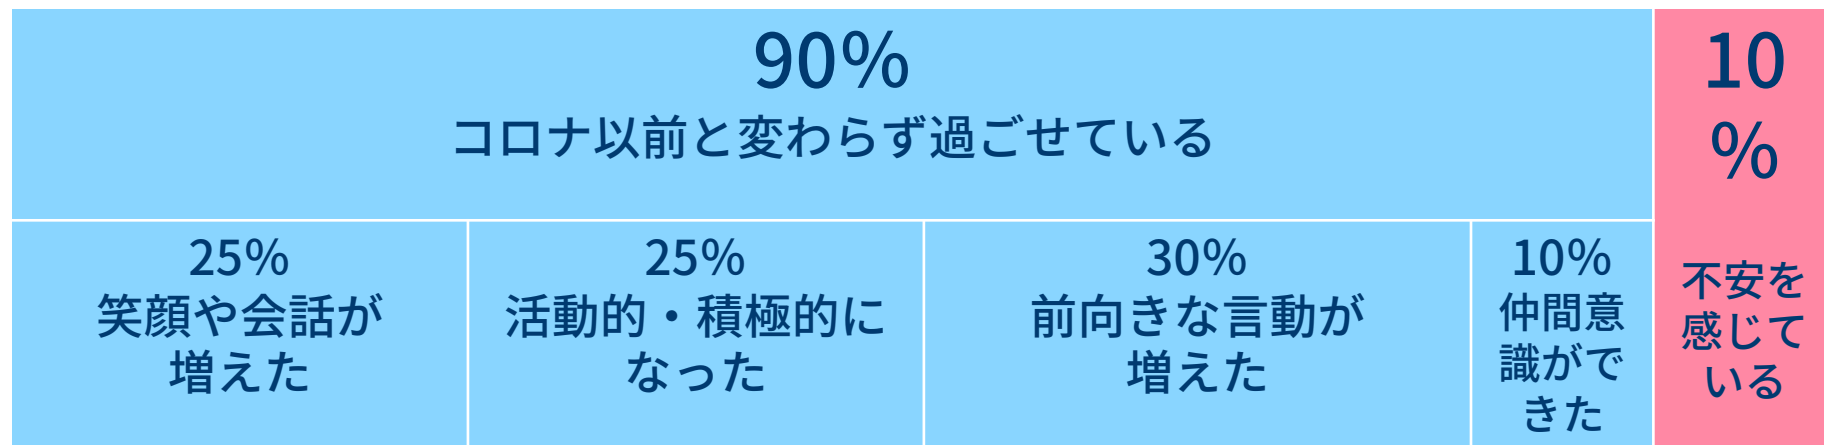 90%
コロナ以前と変わらず過ごせている
10
%
不安を
感じて
いる
25%
笑顔や会話が
増えた
25%
活動的・積極的に
なった
30%
前向きな言動が
増えた
10%
仲間意
識がで
きた